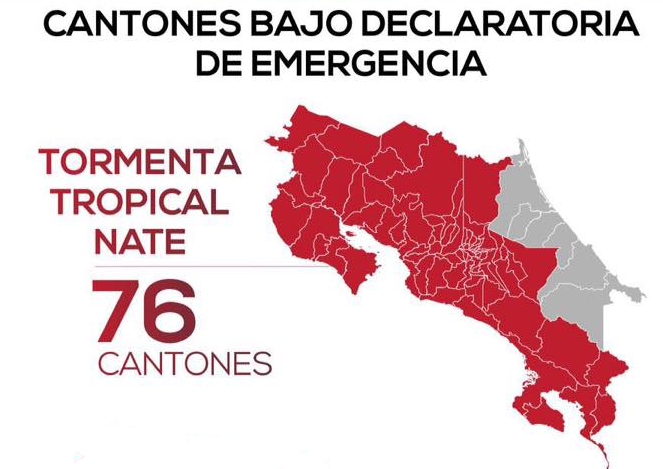 CANTONES BAJO DECLARATORIA
DE EMERGENCIA
TORMENTA
TROPICAL
NATE
76
CANTONES